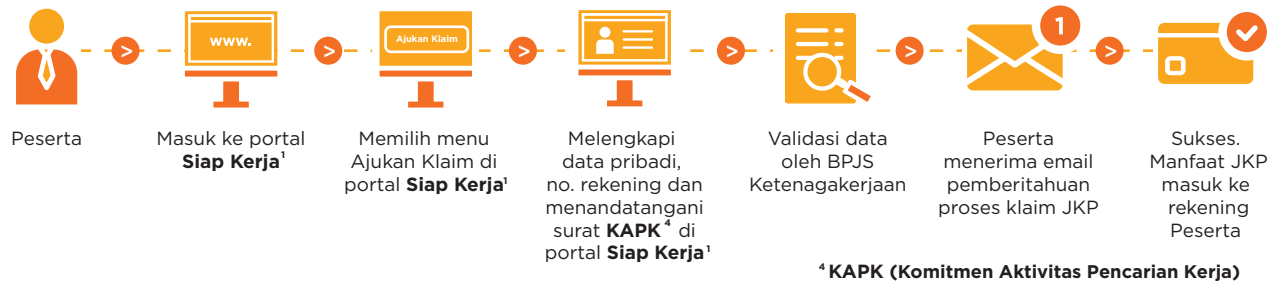 www.
Ajukan Klaim
1
Peserta
Masuk ke portal
Siap Kerja¹
Memilih menu
Ajukan Klaim di
portal Siap Kerja¹
Melengkapi
data pribadi,
no. rekening dan
menandatangani
surat KAPK⁴ di
portal Siap Kerja¹
Validasi data
oleh BPJS
Ketenagakerjaan
Peserta
menerima email
pemberitahuan
proses klaim JKP
Sukses.
Manfaat JKP
masuk ke
rekening
Peserta
⁴ KAPK (Komitmen Aktivitas Pencarian Kerja)